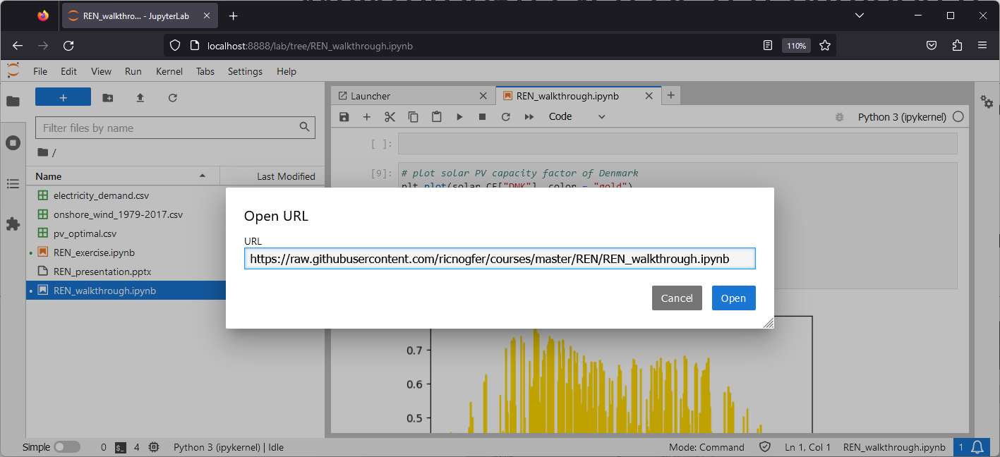 REN_walkthro... - JupyterLab
localhost:8888/lab/tree/REN_walkthrough.ipynb
110%
File Edit View Run Kernel Tabs Settings Help
Launcher
REN_walkthrough.ipynb
Code
Python 3 (ipykernel)
Filter files by name
/
Name
Last Modified
electricity_demand.csv
onshore_wind_1979-2017.csv
pv_optimal.csv
REN_exercise.ipynb
REN_presentation.pptx
REN_walkthrough.ipynb
[ ]:
[9]:
# plot solar PV capacity factor of Denmark
plt.plot(solar_CF["DNK"], color = "gold")
Open URL
URL
https://raw.githubusercontent.com/ricnogfer/courses/master/REN/REN_walkthrough.ipynb
Cancel
Open
0.7
0.6
0.5
Simple
0
$_
4
Python 3 (ipykernel) | Idle
Mode: Command
Ln 1, Col 1
REN_walkthrough.ipynb
1